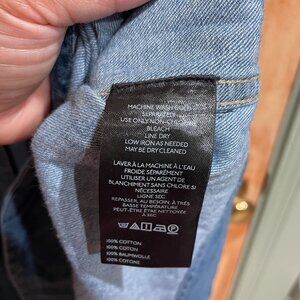 MACHINE WASH COLD
SEPARATELY
USE ONLY NON-CHLORINE
BLEACH
LINE DRY
LOW IRON AS NEEDED
MAY BE DRY CLEANED
LAVER À LA MACHINE À L'EAU
FROIDE SÉPARÉMENT
UTILISER UN AGENT DE
BLANCHIMENT SANS CHLORE SI
NÉCESSAIRE
LIGNE SEC
REPASSER, AU BESOIN, À TRÈS
BASSE TEMPÉRATURE
PEUT-ÊTRE ÊTRE NETTOYÉE
À SEC
100% COTTON
100% COTON
100% BAUMWOLLE
100% COTONE